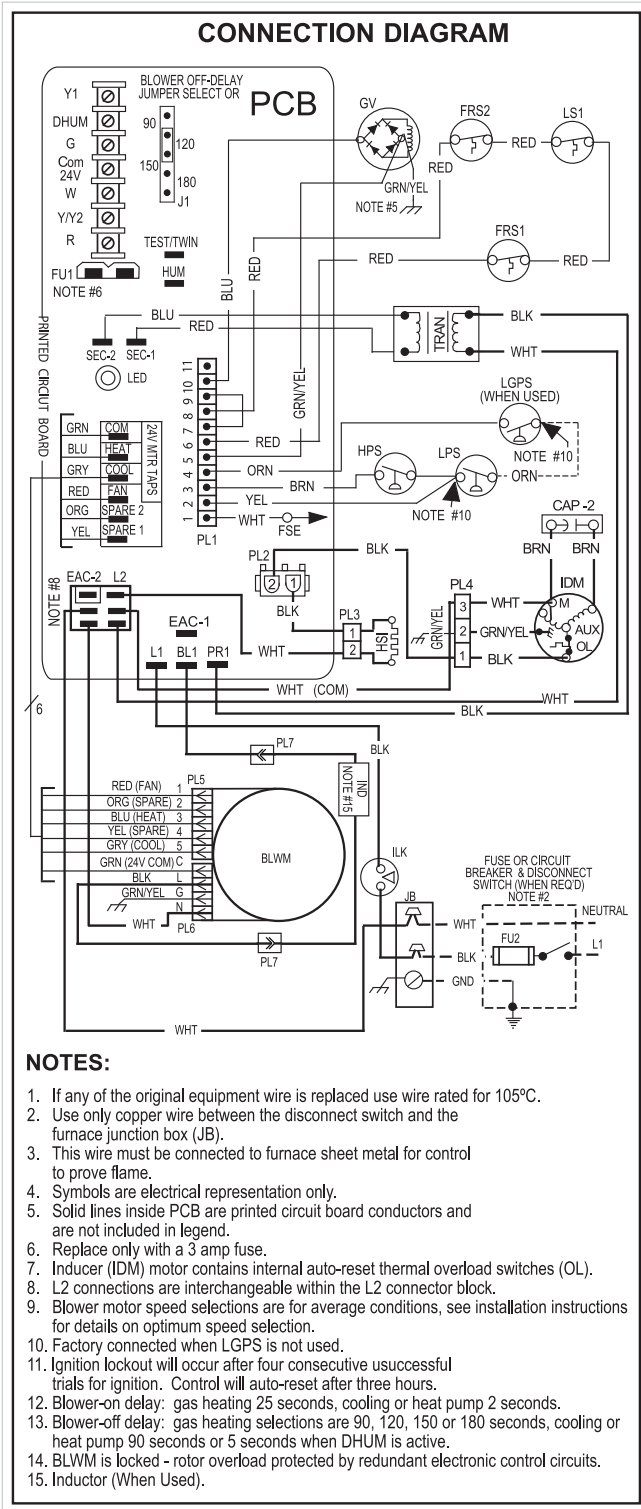 CONNECTION DIAGRAM
BLOWER OFF-DELAY
JUMPER SELECT OR
PCB
Y1
DHUM
G
Com
24V
W
Y/Y2
R
90
120
150
180
J1
TEST/TWIN
HUM
FU1
NOTE #6
GV
GRN/YEL
NOTE #5
FRS2
RED
LS1
RED
FRS1
RED
RED
BLU
RED
GRN/YEL
BLU
RED
TRAN
BLK
WHT
PRINTED CIRCIUT BOARD
SEC-2
SEC-1
LED
11
10
9
8
7
6
5
4
3
2
1
PL1
RED
ORN
BRN
YEL
WHT
FSE
LGPS
(WHEN USED)
NOTE #10
HPS
LPS
ORN
NOTE #10
GRN
BLU
GRY
RED
ORG
YEL
COM
HEAT
COOL
FAN
SPARE 2
SPARE 1
24V MTR TAPS
CAP -2
BRN
BRN
PL2
2
1
BLK
BLK
PL3
1
2
HSI
WHT
GRN/YEL
PL4
3
2
1
WHT
GRN/YEL
BLK
IDM
M
AUX
OL
NOTE #8
EAC-2
L2
EAC-1
L1
BL1
PR1
WHT
(COM)
WHT
BLK
6
PL7
BLK
IND
NOTE #15
RED (FAN)
1
ORG (SPARE)
2
BLU (HEAT)
3
YEL (SPARE)
4
GRY (COOL)
5
GRN (24V COM)
C
BLK
L
GRN/YEL
G
N
WHT
PL5
PL6
BLWM
PL7
ILK
JB
WHT
BLK
GND
FUSE OR CIRCUIT
BREAKER & DISCONNECT
SWITCH (WHEN REQ'D)
NOTE #2
NEUTRAL
FU2
L1
WHT
NOTES:
1. If any of the original equipment wire is replaced use wire rated for 105ºC.
2. Use only copper wire between the disconnect switch and the
furnace junction box (JB).
3. This wire must be connected to furnace sheet metal for control
to prove flame.
4. Symbols are electrical representation only.
5. Solid lines inside PCB are printed circuit board conductors and
are not included in legend.
6. Replace only with a 3 amp fuse.
7. Inducer (IDM) motor contains internal auto-reset thermal overload switches (OL).
8. L2 connections are interchangeable within the L2 connector block.
9. Blower motor speed selections are for average conditions, see installation instructions
for details on optimum speed selection.
10. Factory connected when LGPS is not used.
11. Ignition lockout will occur after four consecutive usuccessful
trials for ignition. Control will auto-reset after three hours.
12. Blower-on delay: gas heating 25 seconds, cooling or heat pump 2 seconds.
13. Blower-off delay: gas heating selections are 90, 120, 150 or 180 seconds, cooling or
heat pump 90 seconds or 5 seconds when DHUM is active.
14. BLWM is locked - rotor overload protected by redundant electronic control circuits.
15. Inductor (When Used).